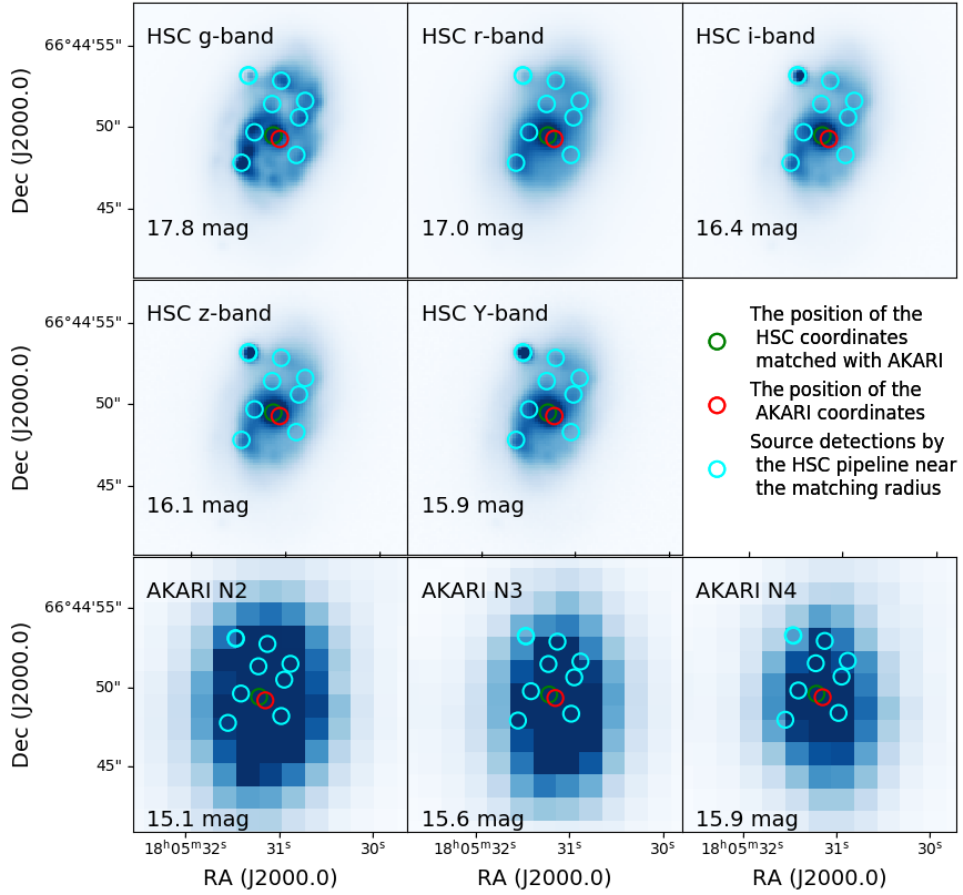 HSC g-band
HSC r-band
HSC i-band
66°44'55"
50"
45"
Dec (J2000.0)
17.8 mag
17.0 mag
16.4 mag
HSC z-band
HSC Y-band
66°44'55"
50"
45"
Dec (J2000.0)
16.1 mag
15.9 mag
The position of the
HSC coordinates
matched with AKARI
The position of the
AKARI coordinates
Source detections by
the HSC pipeline near
the matching radius
AKARI N2
AKARI N3
AKARI N4
66°44'55"
50"
45"
Dec (J2000.0)
15.1 mag
15.6 mag
15.9 mag
18ʰ05ᵐ32ˢ 31ˢ 30ˢ
18ʰ05ᵐ32ˢ 31ˢ 30ˢ
18ʰ05ᵐ32ˢ 31ˢ 30ˢ
RA (J2000.0)
RA (J2000.0)
RA (J2000.0)